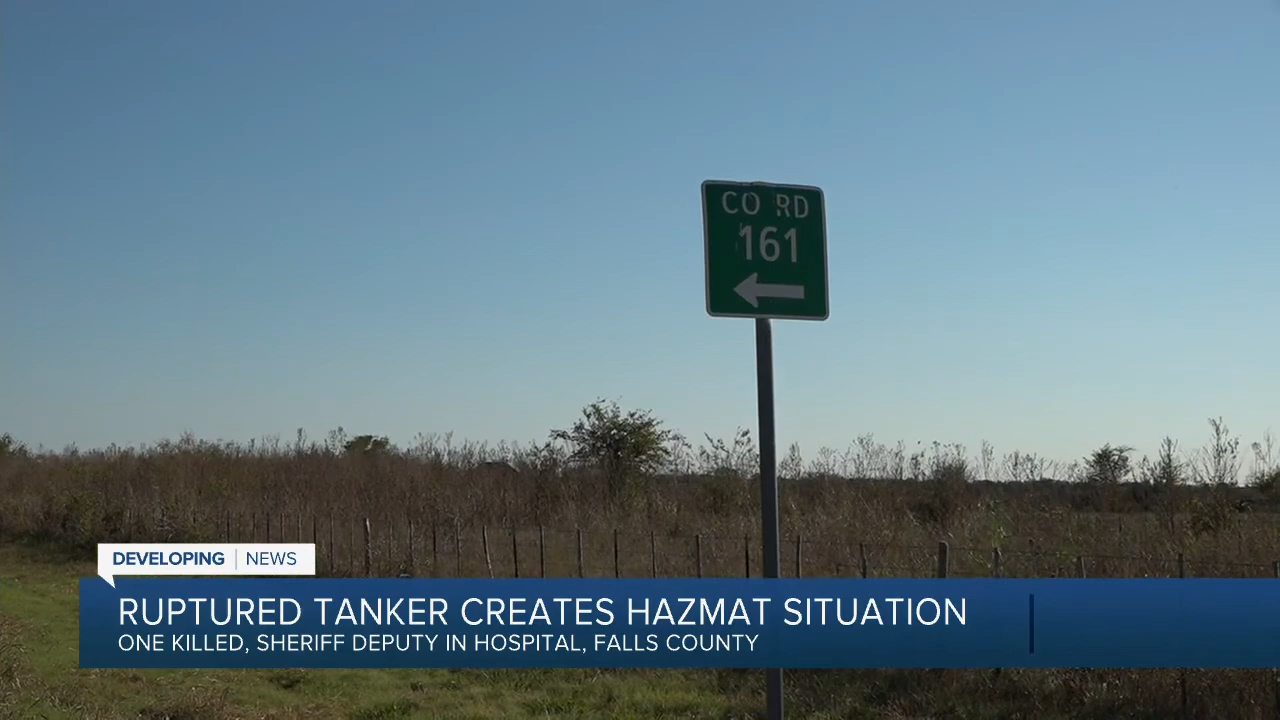 CO RD
161
DEVELOPING NEWS
RUPTURED TANKER CREATES HAZMAT SITUATION
ONE KILLED, SHERIFF DEPUTY IN HOSPITAL, FALLS COUNTY